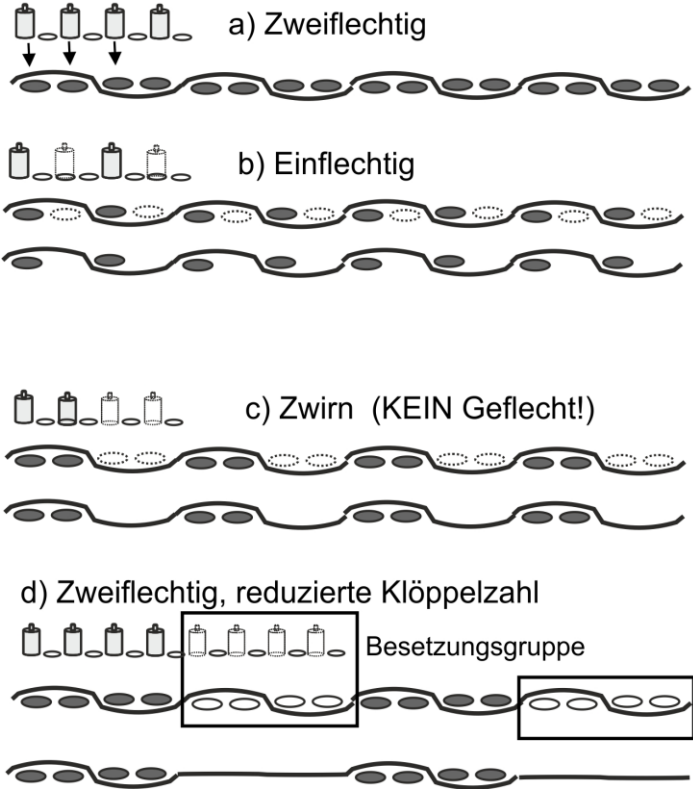 a) Zweiflechtig
b) Einflechtig
c) Zwirn (KEIN Geflecht!)
d) Zweiflechtig, reduzierte Klöppelzahl
Besetzungsgruppe